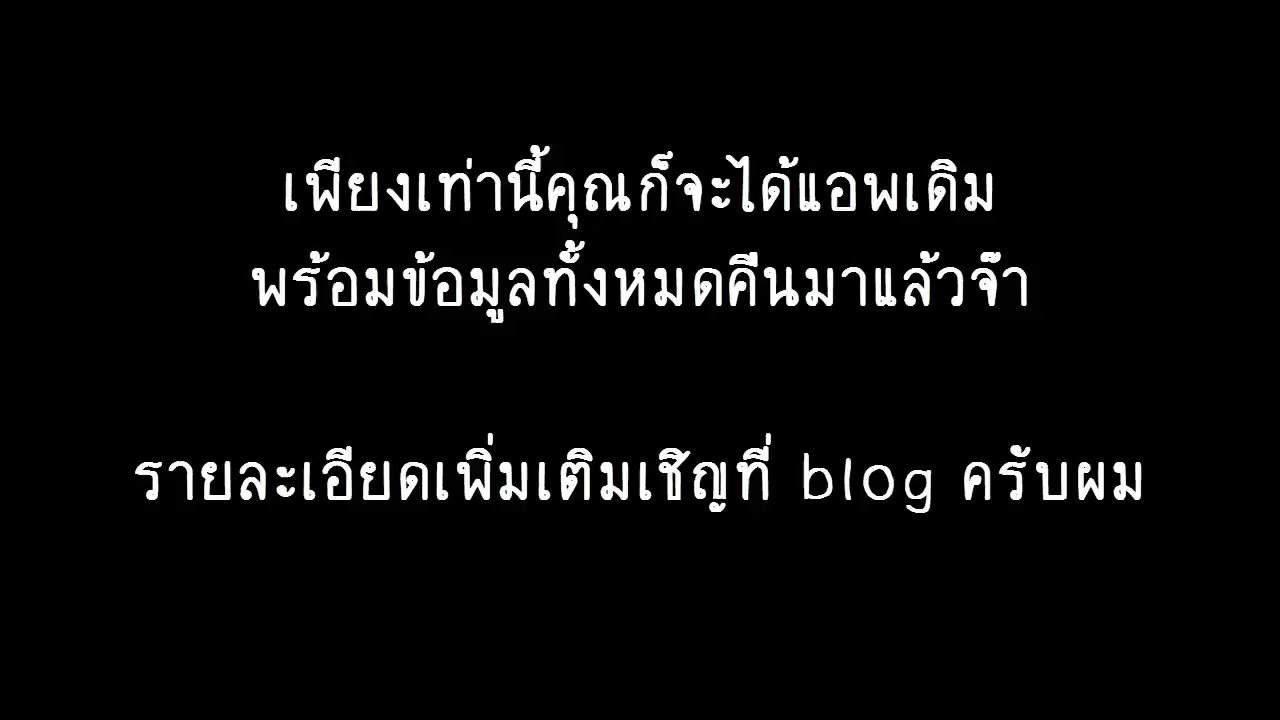 เพียงเท่านี้คุณก็จะได้แอพเดิม
พร้อมข้อมูลทั้งหมดคืนมาแล้วจ๊า
รายละเอียดเพิ่มเติมเชิญที่ blog ครับผม